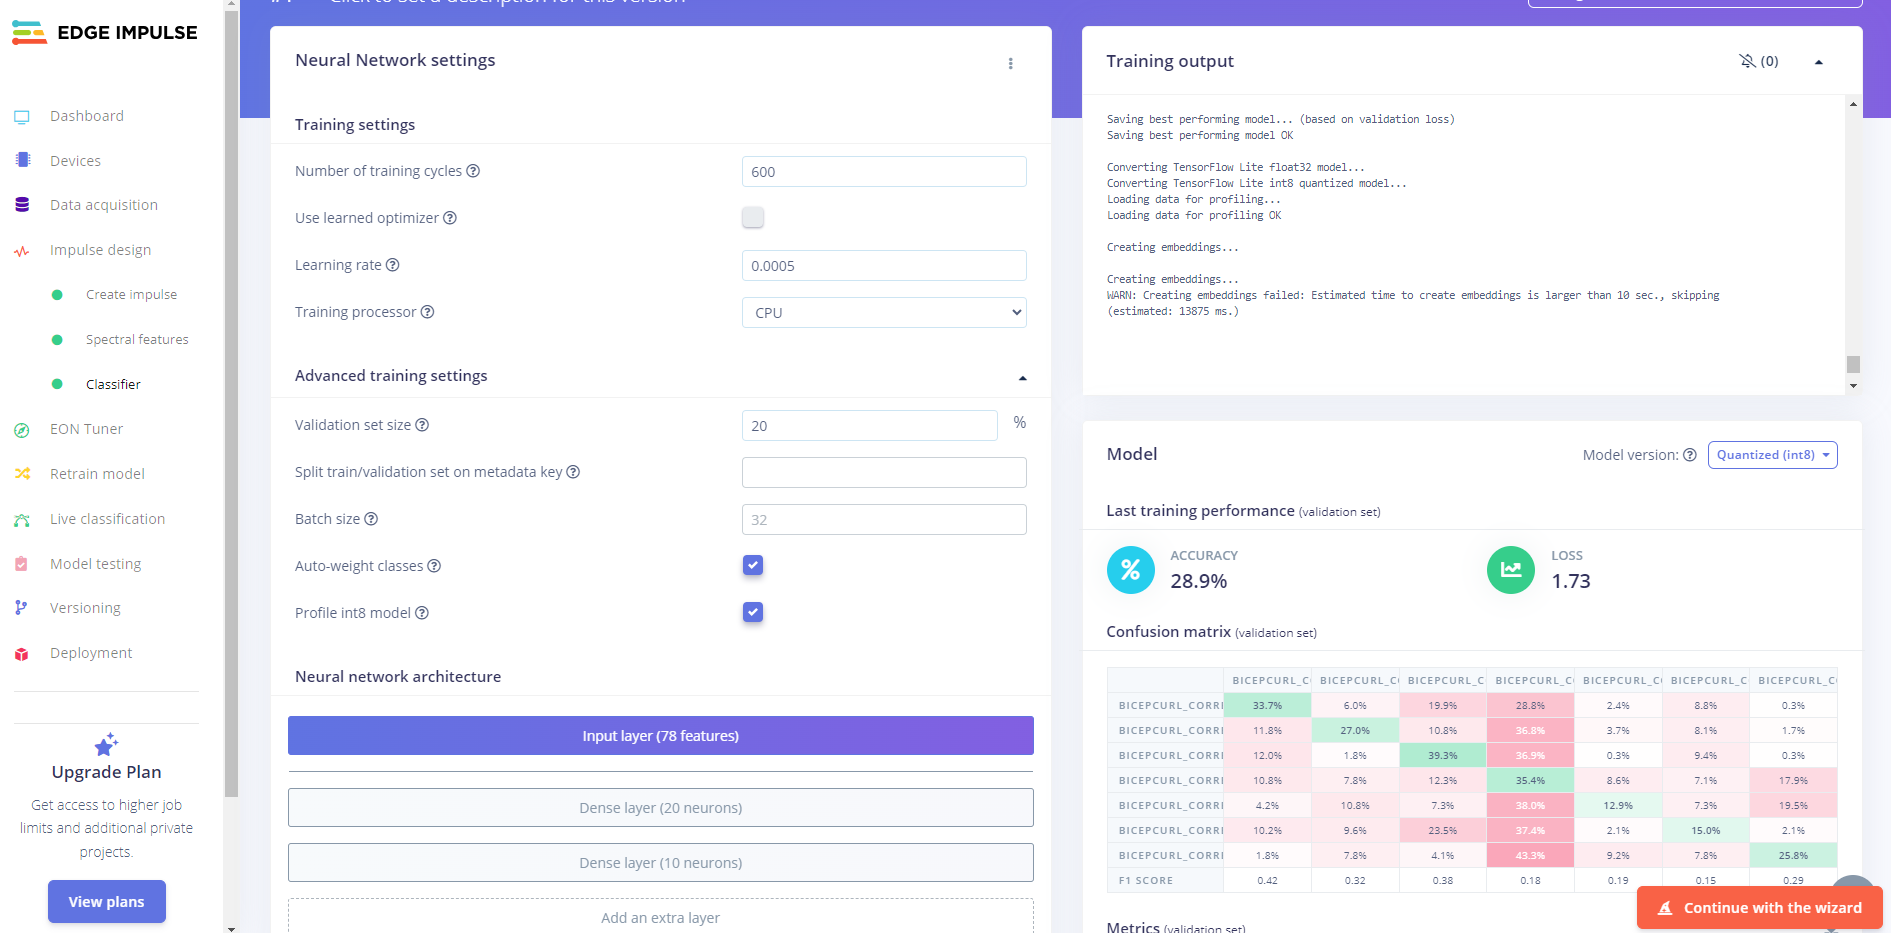 EDGE IMPULSE
Dashboard
Devices
Data acquisition
Impulse design
Create impulse
Spectral features
Classifier
EON Tuner
Retrain model
Live classification
Model testing
Versioning
Deployment
Upgrade Plan
Get access to higher job
limits and additional private
projects.
View plans
Click to set a description for this version
Neural Network settings
Training settings
Number of training cycles ?
600
Use learned optimizer ?
Learning rate ?
0.0005
Training processor ?
CPU
Advanced training settings
Validation set size ?
20 %
Split train/validation set on metadata key ?
Batch size ?
32
Auto-weight classes ?
Profile int8 model ?
Neural network architecture
Input layer (78 features)
Dense layer (20 neurons)
Dense layer (10 neurons)
Add an extra layer
Training output
(0)
Saving best performing model... (based on validation loss)
Saving best performing model OK
Converting TensorFlow Lite float32 model...
Converting TensorFlow Lite int8 quantized model...
Loading data for profiling...
Loading data for profiling OK
Creating embeddings...
Creating embeddings...
WARN: Creating embeddings failed: Estimated time to create embeddings is larger than 10 sec., skipping
(estimated: 13875 ms.)
Model
Model version: ? Quantized (int8)
Last training performance (validation set)
% ACCURACY
28.9%
LOSS
1.73
Confusion matrix (validation set)
BICEPCURL_C BICEPCURL_C BICEPCURL_C BICEPCURL_C BICEPCURL_C BICEPCURL_C BICEPCURL_C
BICEPCURL_CORR 33.7% 6.0% 19.9% 28.8% 2.4% 8.8% 0.3%
BICEPCURL_CORR 11.8% 27.0% 10.8% 36.8% 3.7% 8.1% 1.7%
BICEPCURL_CORR 12.0% 1.8% 39.3% 36.9% 0.3% 9.4% 0.3%
BICEPCURL_CORR 10.8% 7.8% 12.3% 35.4% 8.6% 7.1% 17.9%
BICEPCURL_CORR 4.2% 10.8% 7.3% 38.0% 12.9% 7.3% 19.5%
BICEPCURL_CORR 10.2% 9.6% 23.5% 37.4% 2.1% 15.0% 2.1%
BICEPCURL_CORR 1.8% 7.8% 4.1% 43.3% 9.2% 7.8% 25.8%
F1 SCORE 0.42 0.32 0.38 0.18 0.19 0.15 0.29
Continue with the wizard
Metrics (validation set)